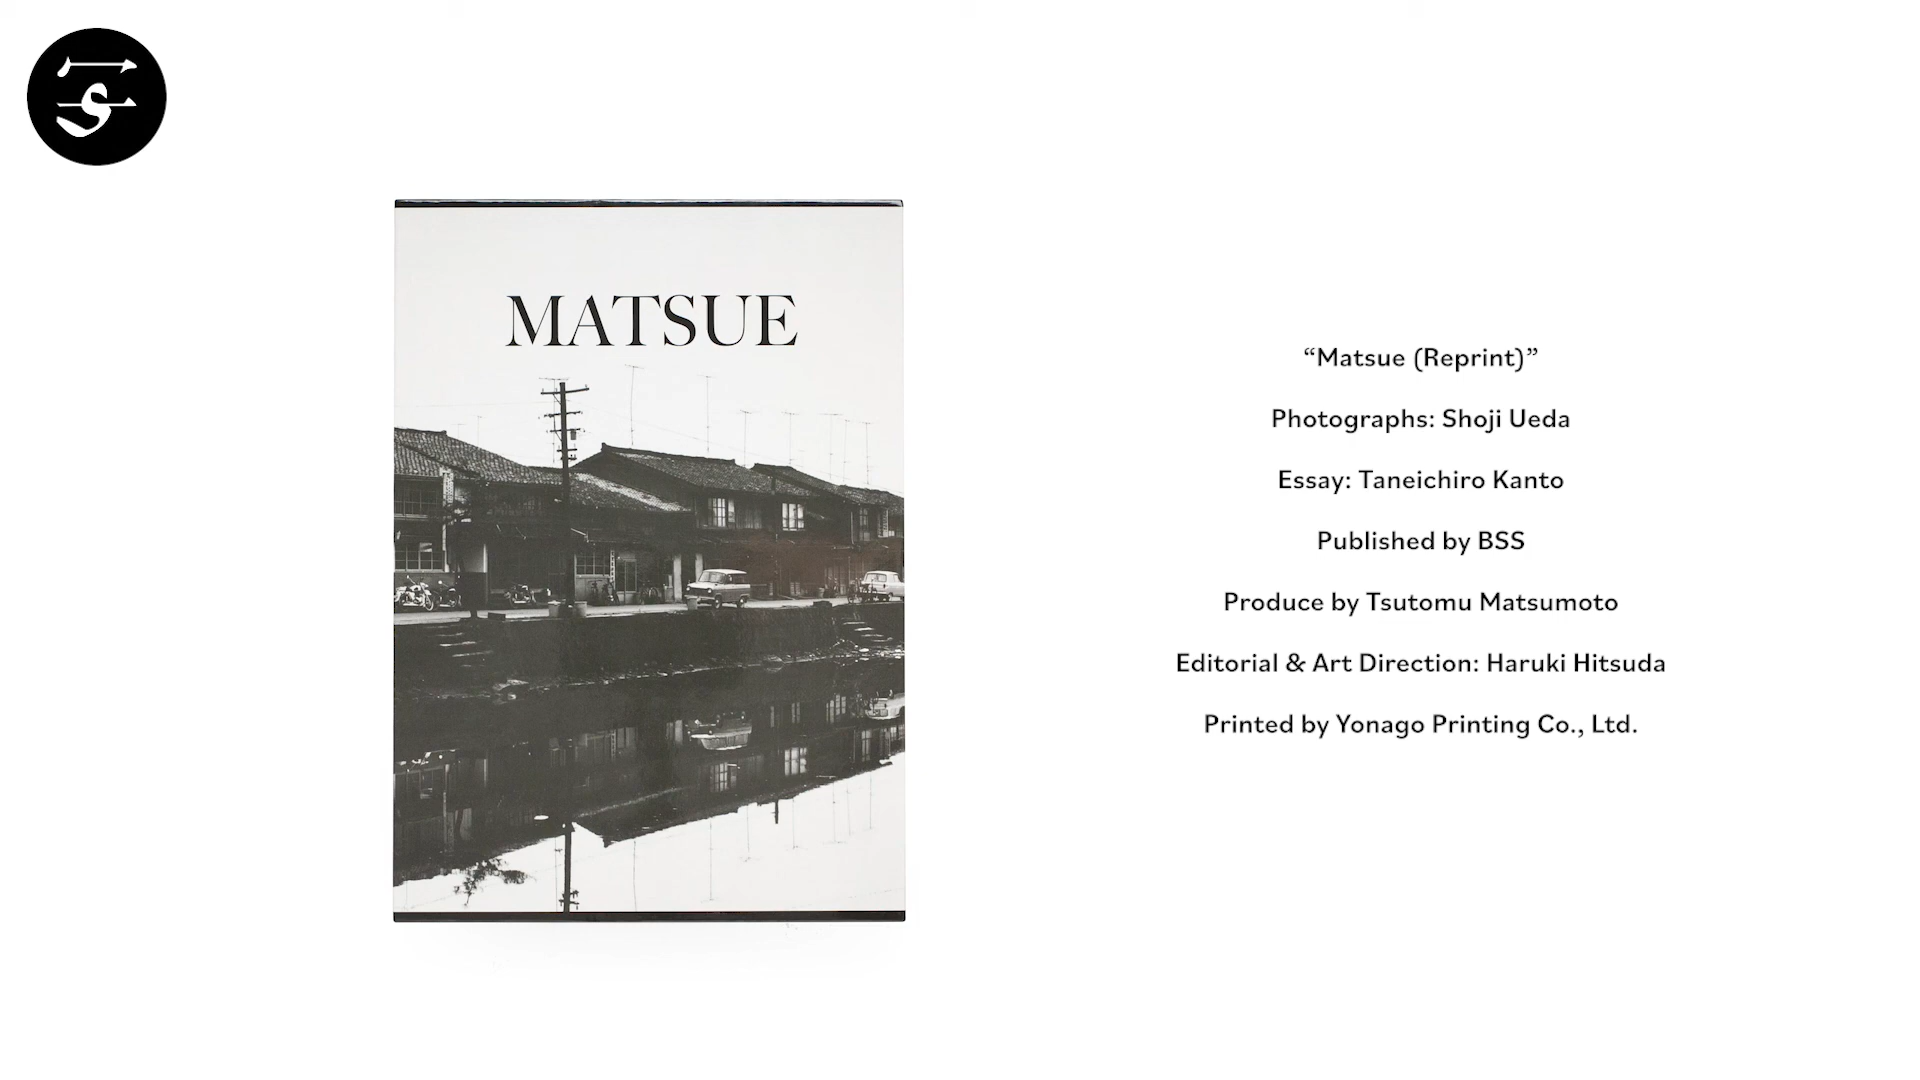 MATSUE
“Matsue (Reprint)”
Photographs: Shoji Ueda
Essay: Taneichiro Kanto
Published by BSS
Produce by Tsutomu Matsumoto
Editorial & Art Direction: Haruki Hitsuda
Printed by Yonago Printing Co., Ltd.